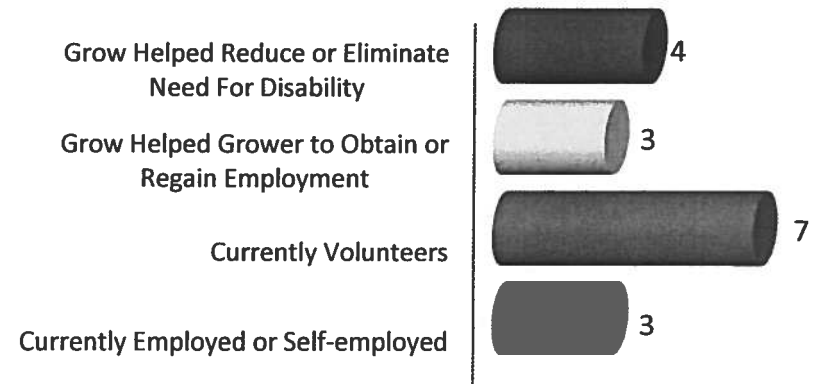 Grow Helped Reduce or Eliminate
Need For Disability
4
Grow Helped Grower to Obtain or
Regain Employment
3
Currently Volunteers
7
Currently Employed or Self-employed
3